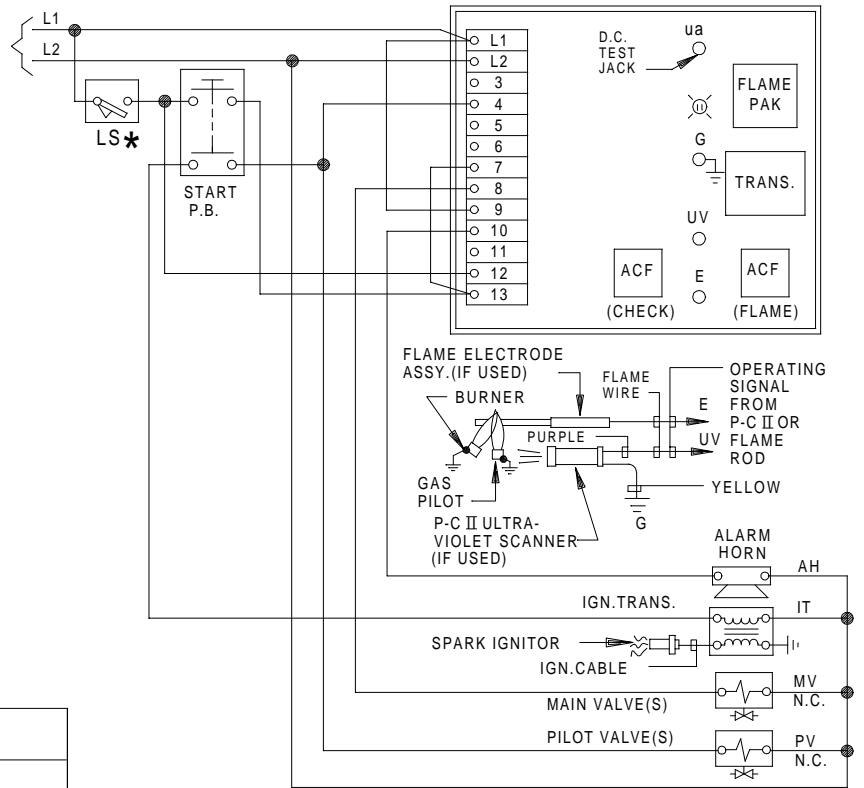 L1
L2
LS*
START
P.B.
L1
L2
3
4
5
6
7
8
9
10
11
12
13
D.C.
TEST
JACK
ua
FLAME
PAK
G
TRANS.
UV
E
ACF
(CHECK)
ACF
(FLAME)
FLAME ELECTRODE
ASSY.(IF USED)
BURNER
FLAME
WIRE
OPERATING
SIGNAL
FROM
P-C II OR
FLAME
ROD
E
UV
PURPLE
GAS
PILOT
YELLOW
G
P-C II ULTRA-
VIOLET SCANNER
(IF USED)
ALARM
HORN
AH
IGN.TRANS.
IT
SPARK IGNITOR
IGN.CABLE
MAIN VALVE(S)
MV
N.C.
PILOT VALVE(S)
PV
N.C.